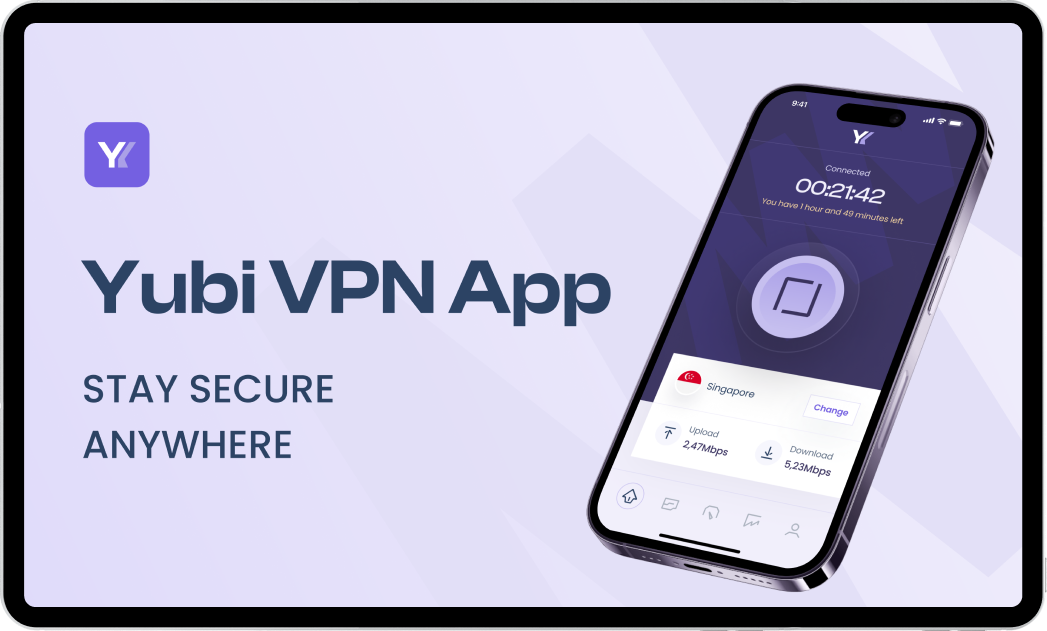 Yubi VPN App
STAY SECURE
ANYWHERE
9:41
Connected
00:21:42
You have 1 hour and 49 minutes left
Singapore
Change
Upload
2,47Mbps
Download
5,23Mbps